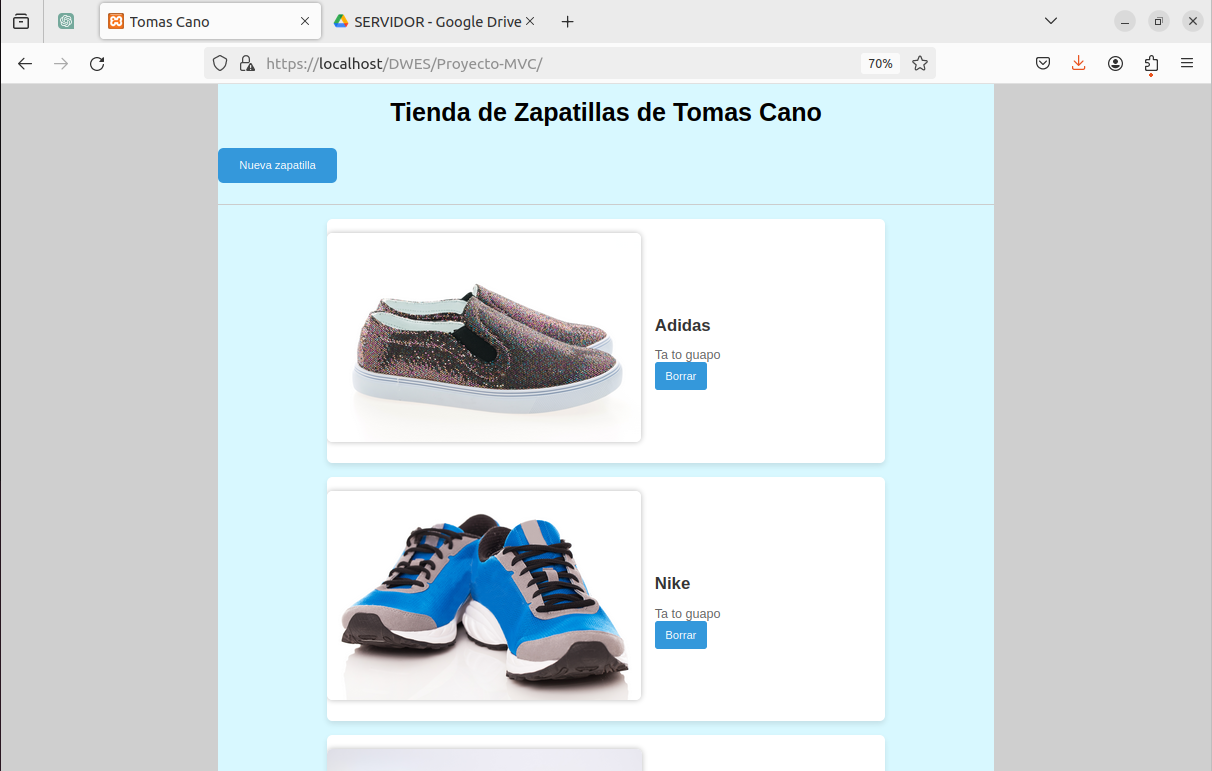 Tomas Cano
SERVIDOR - Google Drive
https://localhost/DWES/Proyecto-MVC/
70%
Tienda de Zapatillas de Tomas Cano
Nueva zapatilla
Adidas
Ta to guapo
Borrar
Nike
Ta to guapo
Borrar